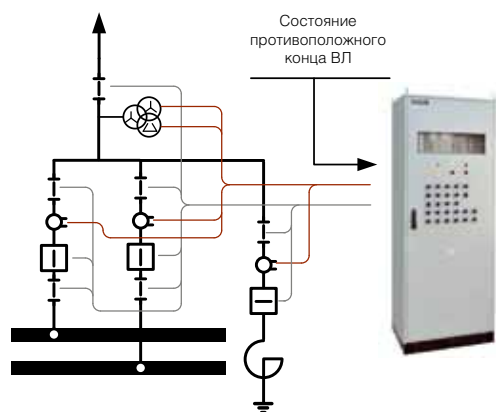 Состояние
противоположного
конца ВЛ